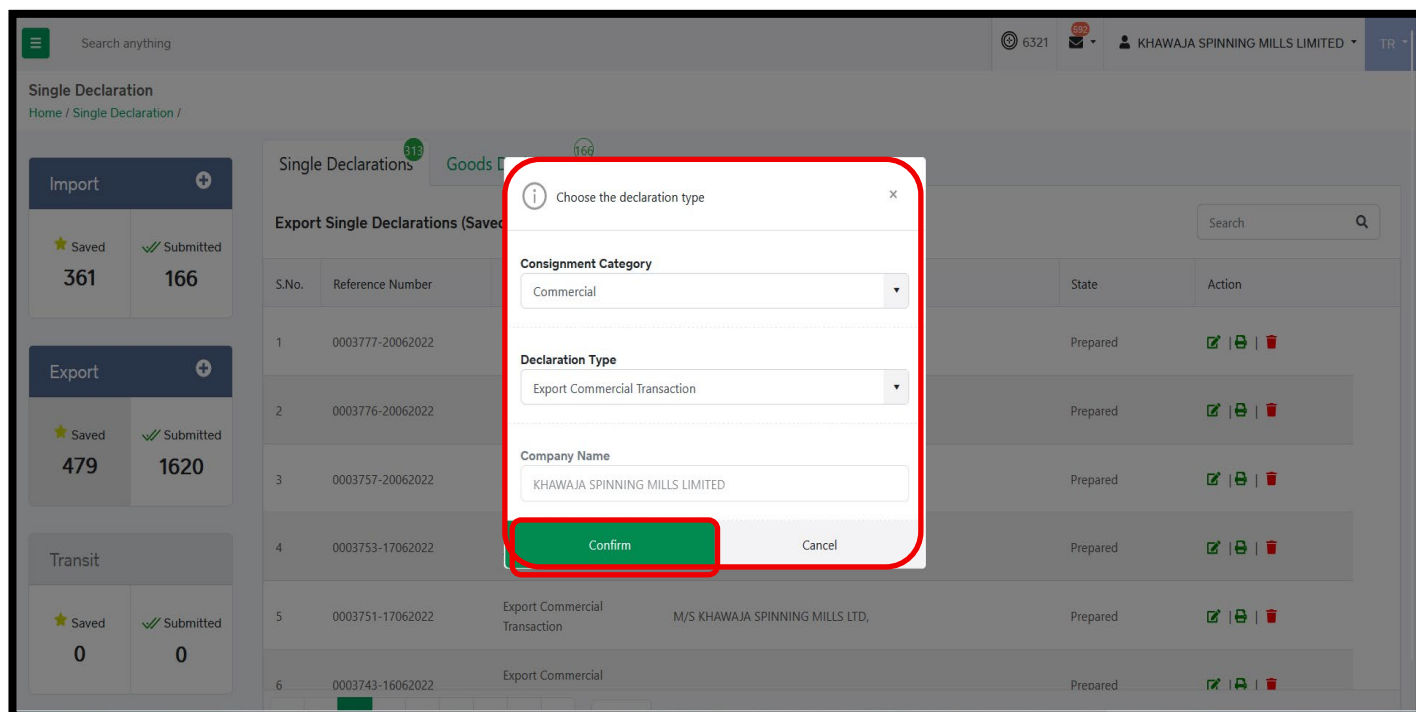 Search anything
6321
692
KHAWAJA SPINNING MILLS LIMITED
TR
Single Declaration
Home / Single Declaration /
Import
Saved
Submitted
361
166
Export
Saved
Submitted
479
1620
Transit
Saved
Submitted
0
0
Single Declarations
313
Goods D
166
Export Single Declarations (Saved
Search
S.No.
Reference Number
State
Action
1
0003777-20062022
Prepared
2
0003776-20062022
Prepared
3
0003757-20062022
Prepared
4
0003753-17062022
Prepared
5
0003751-17062022
Export Commercial
Transaction
M/S KHAWAJA SPINNING MILLS LTD,
Prepared
6
0003743-16062022
Export Commercial
Prepared
Choose the declaration type
x
Consignment Category
Commercial
Declaration Type
Export Commercial Transaction
Company Name
KHAWAJA SPINNING MILLS LIMITED
Confirm
Cancel